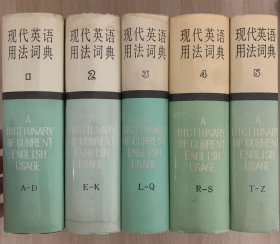 现代英语
用法词典
1
A
DICTIONARY
OF CURRENT
ENGLISH
USAGE
A-D
现代英语
用法词典
2
A
DICTIONARY
OF CURRENT
ENGLISH
USAGE
E-K
现代英语
用法词典
3
A
DICTIONARY
OF CURRENT
ENGLISH
USAGE
L-Q
现代英语
用法词典
4
A
DICTIONARY
OF CURRENT
ENGLISH
USAGE
R-S
现代英语
用法词典
5
A
DICTIONARY
OF CURRENT
ENGLISH
USAGE
T-Z